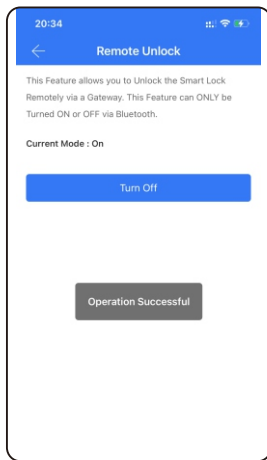 20:34
Remote Unlock
This Feature allows you to Unlock the Smart Lock
Remotely via a Gateway. This Feature can ONLY be
Turned ON or OFF via Bluetooth.
Current Mode : On
Turn Off
Operation Successful